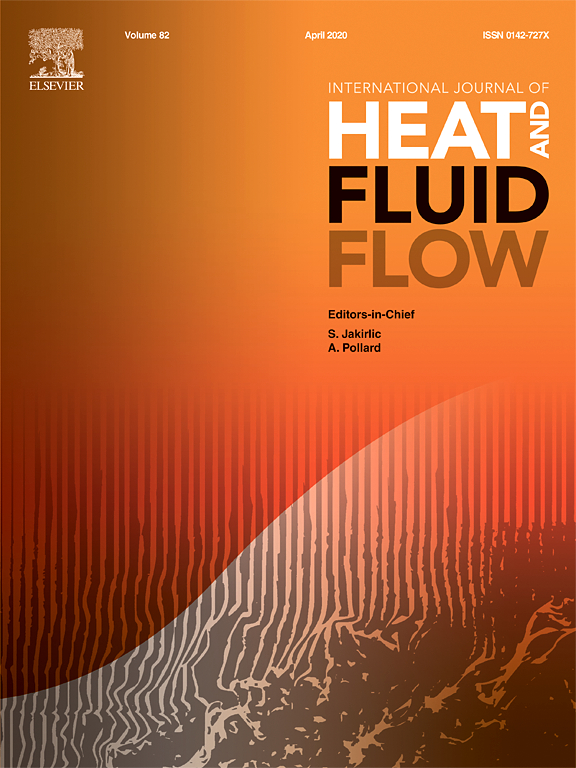 Volume 82
April 2020
ISSN 0142-727X
ELSEVIER
INTERNATIONAL JOURNAL OF
HEAT AND
FLUID
FLOW
Editors-in-Chief
S. Jakirlic
A. Pollard